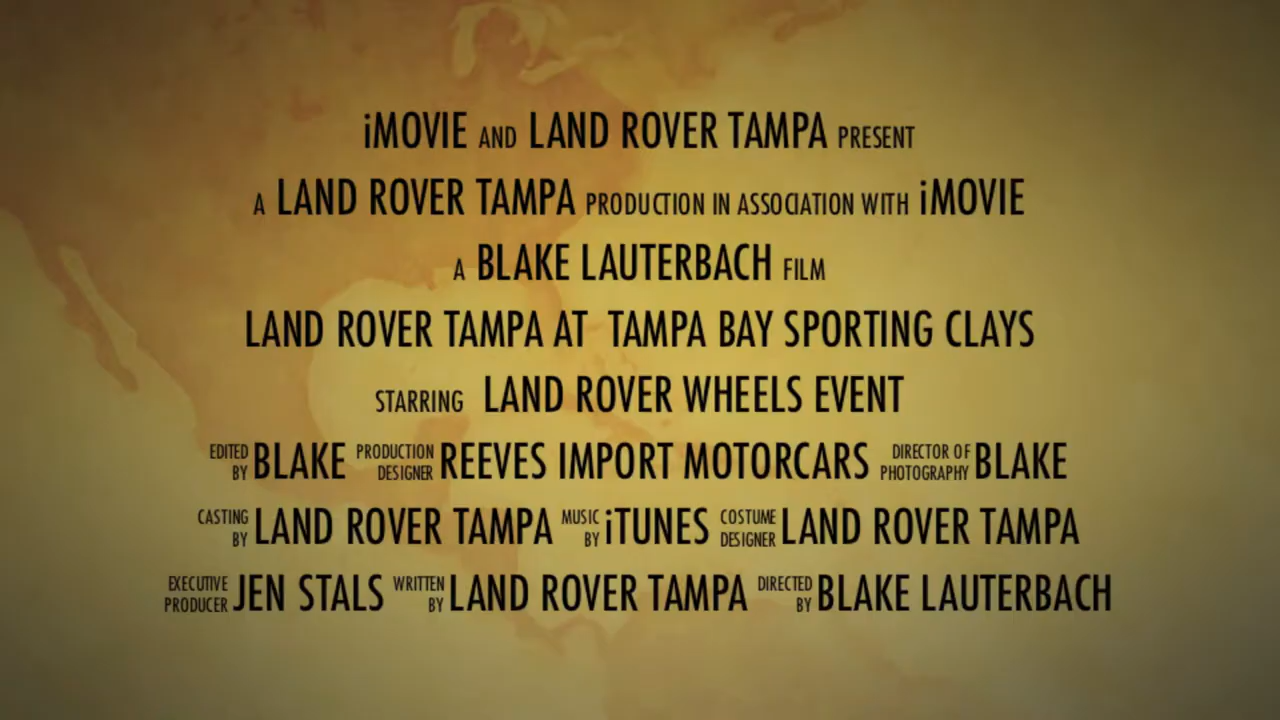 iMOVIE AND LAND ROVER TAMPA PRESENT
A LAND ROVER TAMPA PRODUCTION IN ASSOCIATION WITH iMOVIE
A BLAKE LAUTERBACH FILM
LAND ROVER TAMPA AT TAMPA BAY SPORTING CLAYS
STARRING LAND ROVER WHEELS EVENT
EDITED BY BLAKE PRODUCTION DESIGNER REEVES IMPORT MOTORCARS DIRECTOR OF PHOTOGRAPHY BLAKE
CASTING BY LAND ROVER TAMPA MUSIC BY iTUNES COSTUME DESIGNER LAND ROVER TAMPA
EXECUTIVE PRODUCER JEN STALS WRITTEN BY LAND ROVER TAMPA DIRECTED BY BLAKE LAUTERBACH